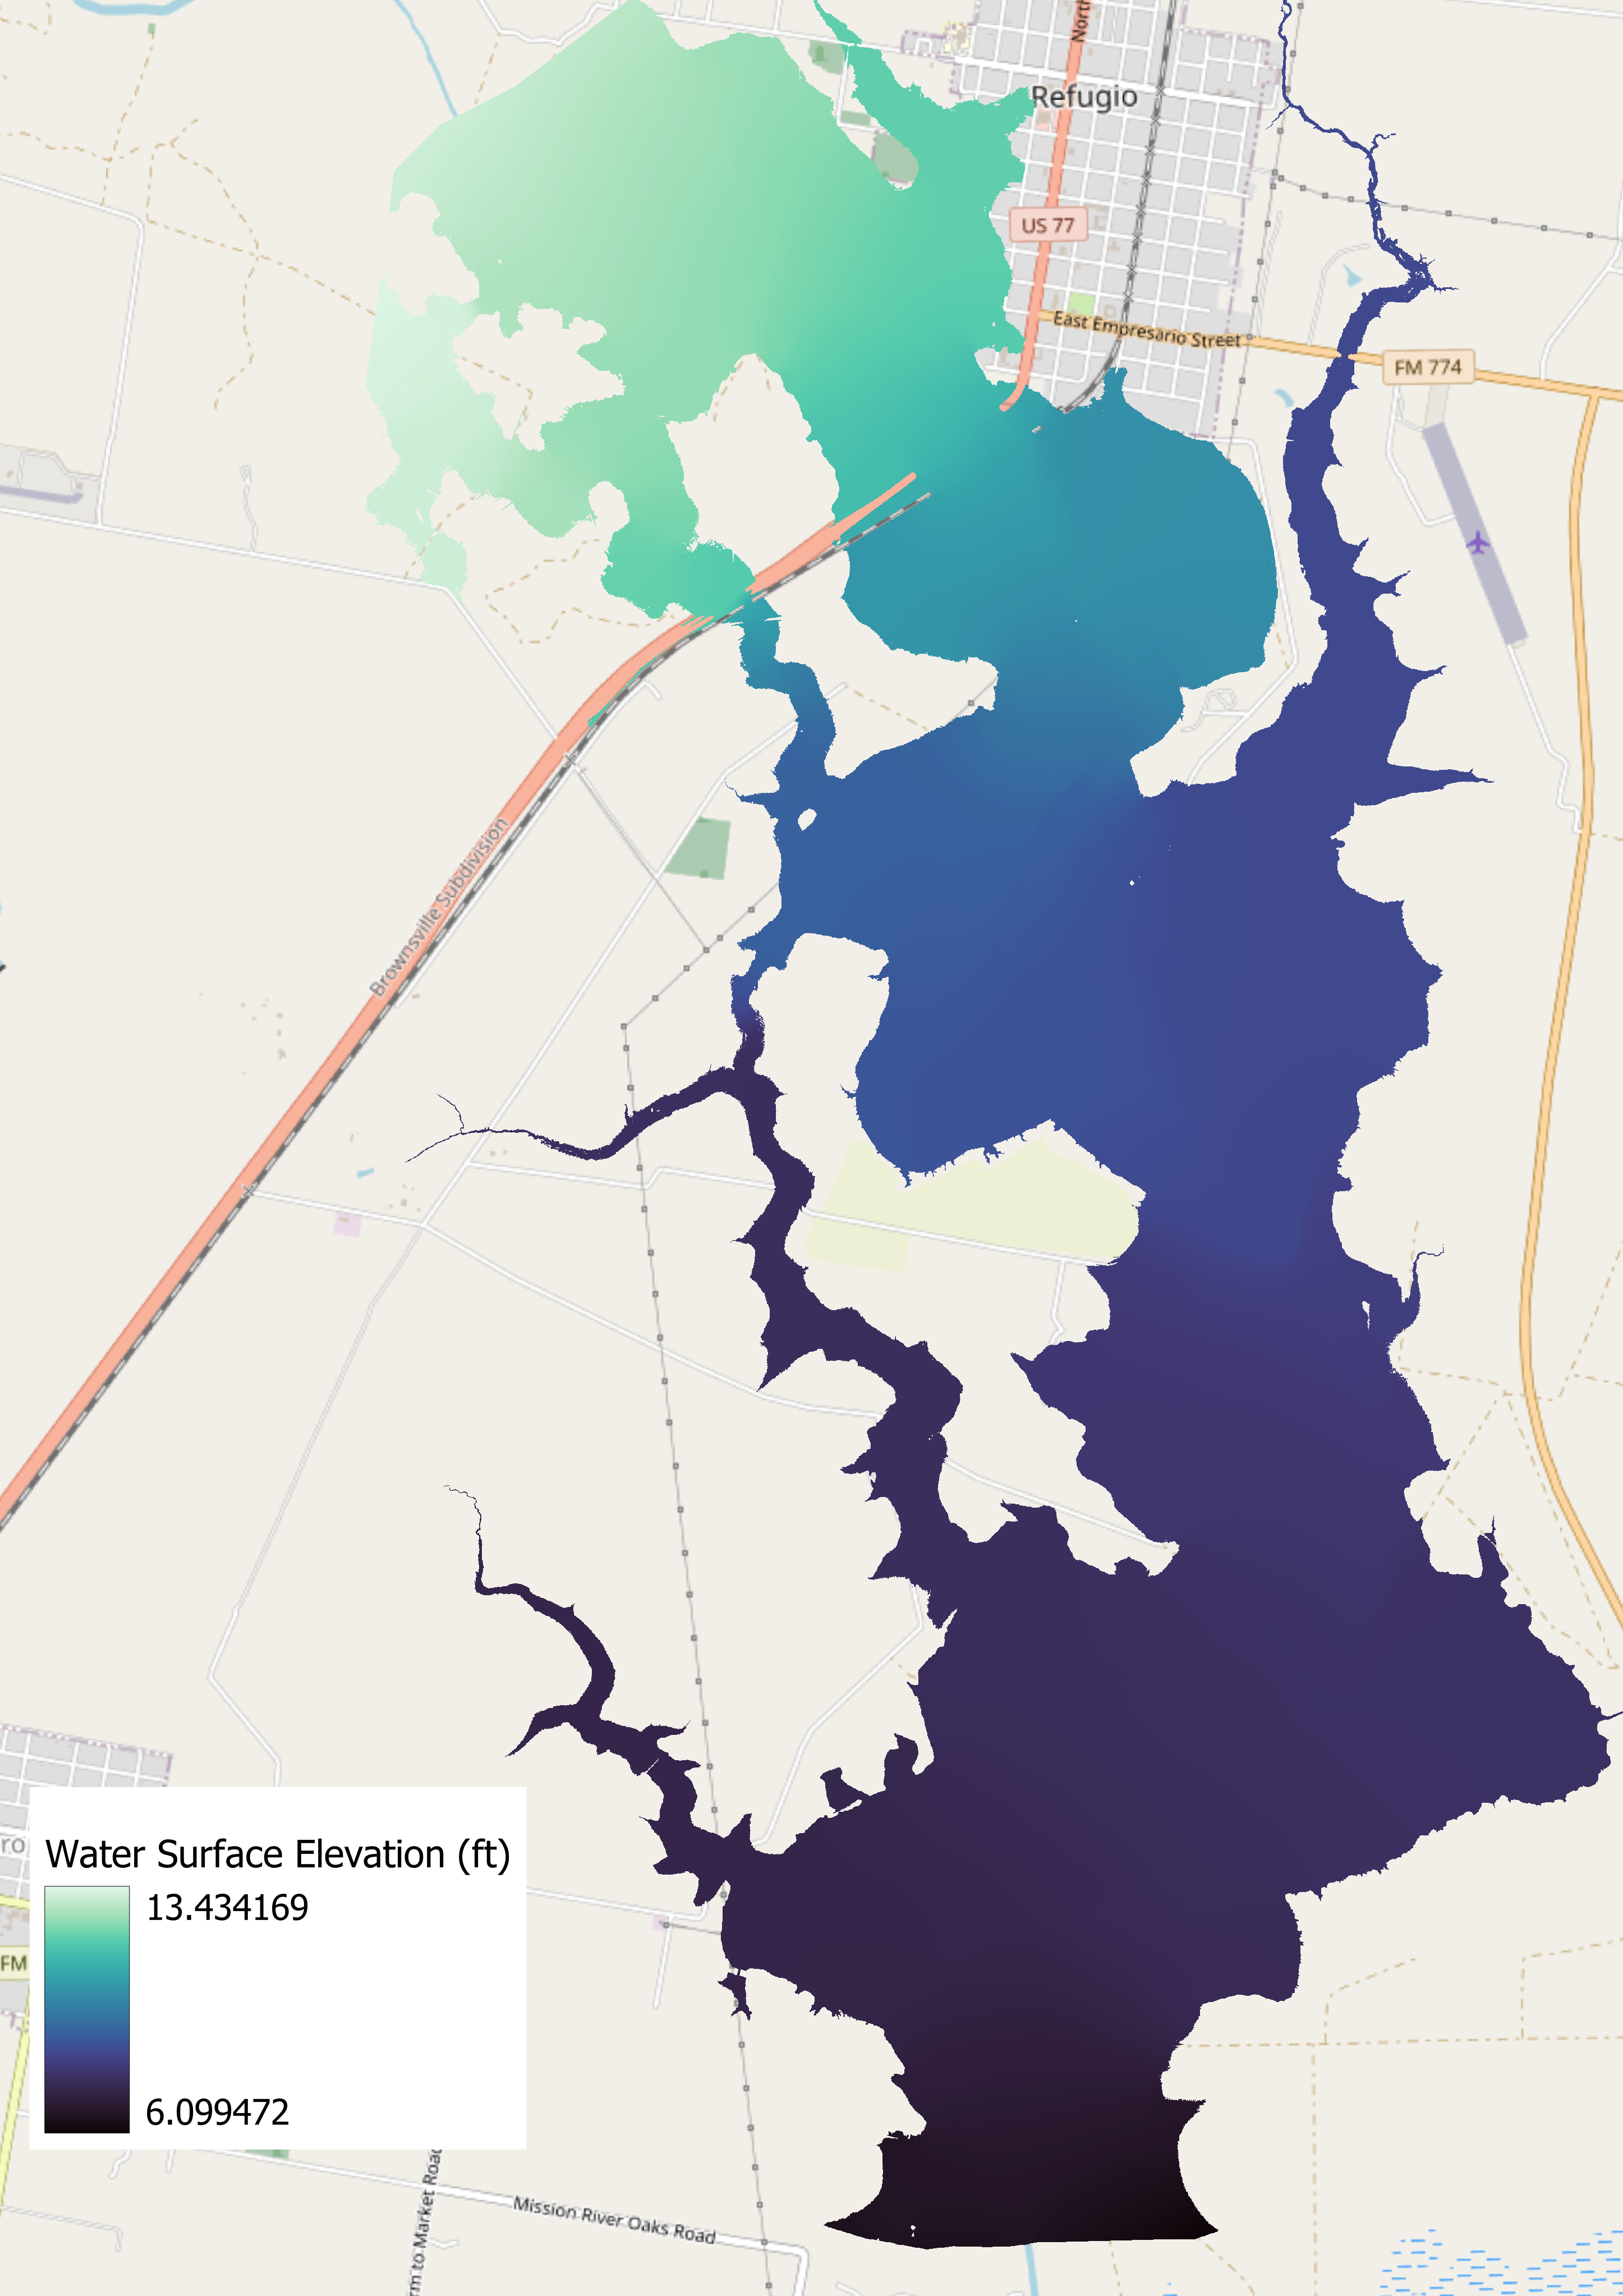 North
Refugio
US 77
East Empresario Street
FM 774
Brownsville Subdivision
Water Surface Elevation (ft)
13.434169
6.099472
ro
FM
Mission River Oaks Road
rm to Market Road